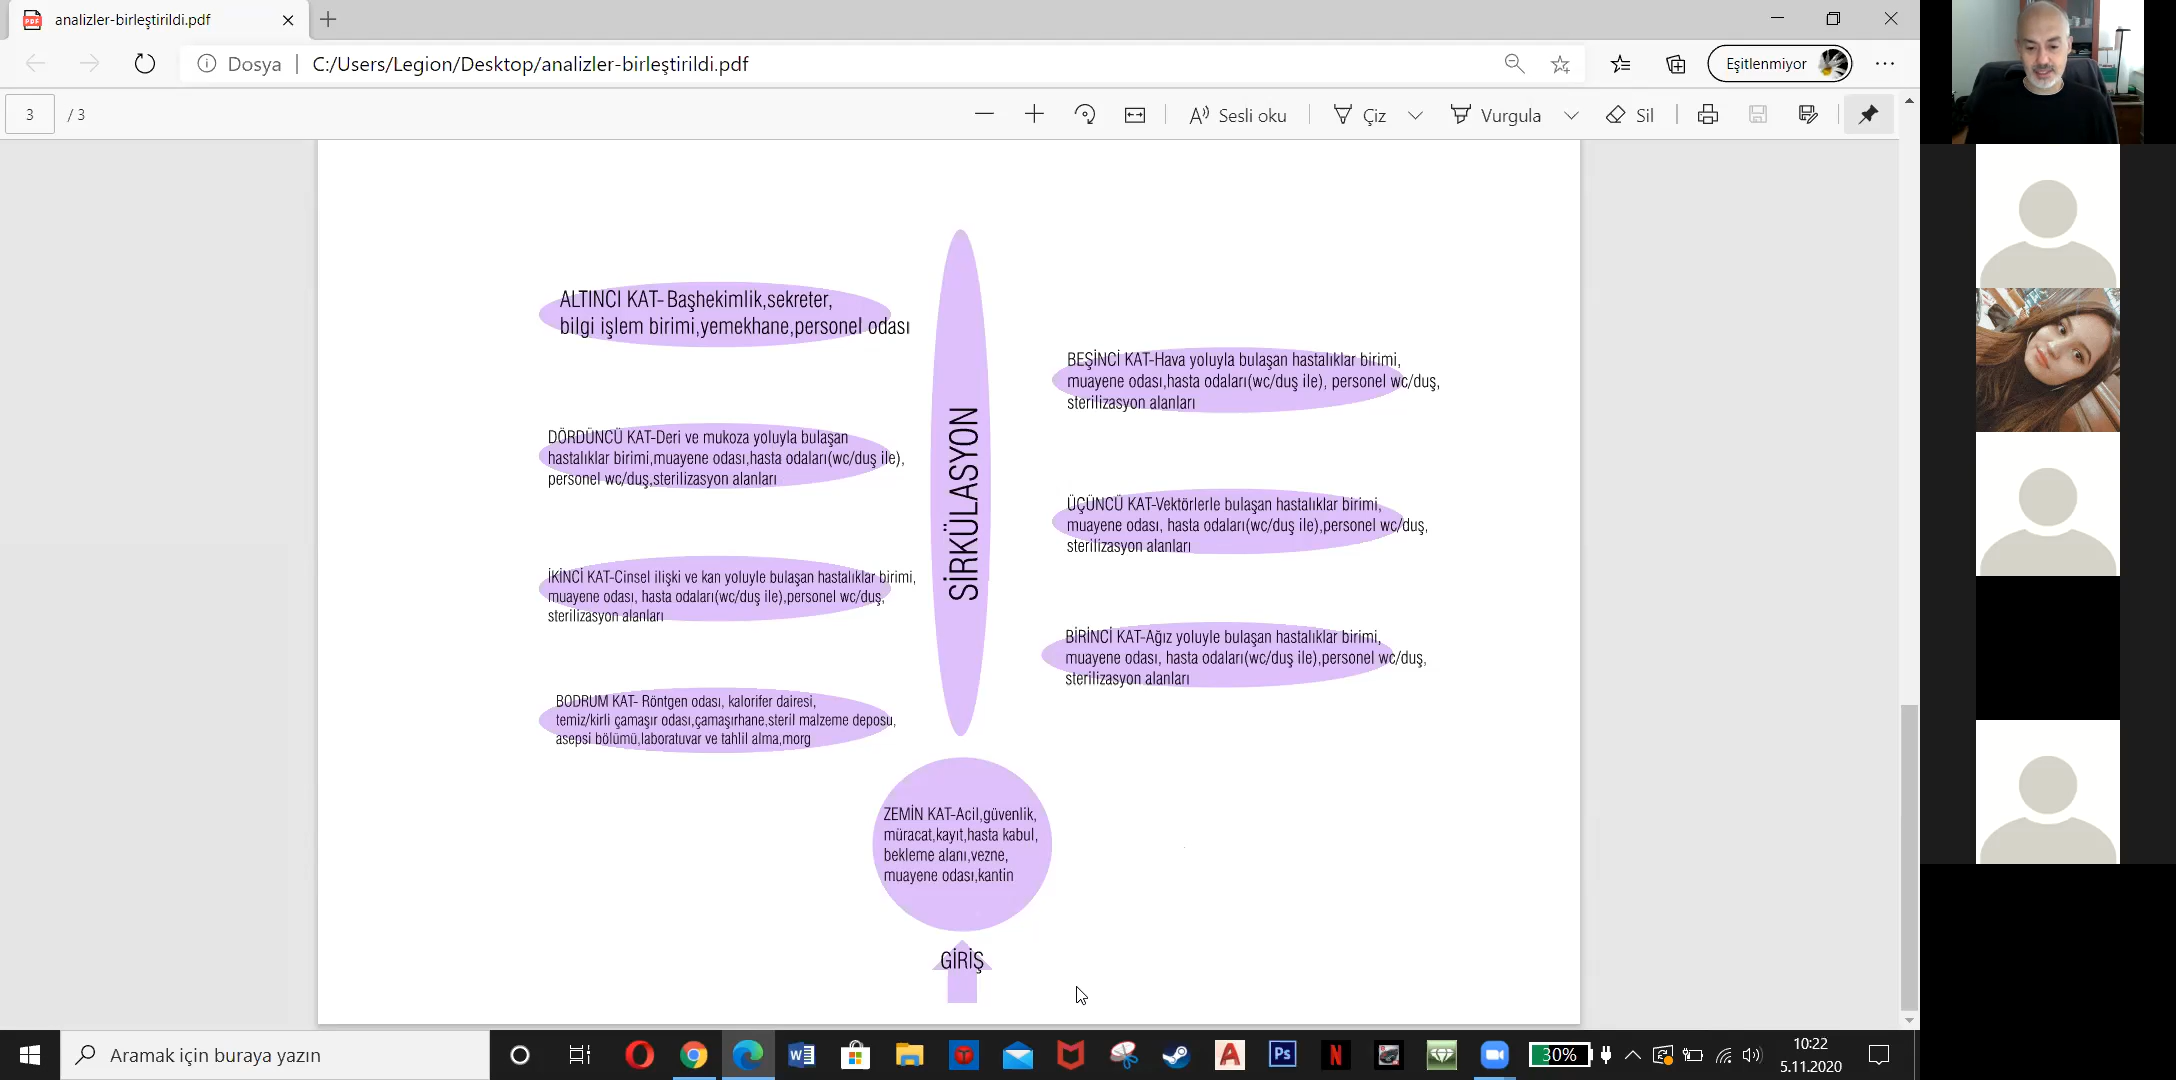 analizler-birleştirildi.pdf
Dosya
C:/Users/Legion/Desktop/analizler-birleştirildi.pdf
Eşitlenmiyor
3 / 3
Sesli oku
Çiz
Vurgula
Sil
ALTINCI KAT- Başhekimlik,sekreter,
bilgi işlem birimi,yemekhane,personel odası
BEŞİNCİ KAT-Hava yoluyla bulaşan hastalıklar birimi,
muayene odası,hasta odaları(wc/duş ile), personel wc/duş,
sterilizasyon alanları
DÖRDÜNCÜ KAT-Deri ve mukoza yoluyla bulaşan
hastalıklar birimi,muayene odası,hasta odaları(wc/duş ile),
personel wc/duş,sterilizasyon alanları
SİRKÜLASYON
ÜÇÜNCÜ KAT-Vektörlerle bulaşan hastalıklar birimi,
muayene odası, hasta odaları(wc/duş ile),personel wc/duş,
sterilizasyon alanları
İKİNCİ KAT-Cinsel ilişki ve kan yoluyle bulaşan hastalıklar birimi,
muayene odası, hasta odaları(wc/duş ile),personel wc/duş,
sterilizasyon alanları
BİRİNCİ KAT-Ağız yoluyle bulaşan hastalıklar birimi,
muayene odası, hasta odaları(wc/duş ile),personel wc/duş,
sterilizasyon alanları
BODRUM KAT- Röntgen odası, kalorifer dairesi,
temiz/kirli çamaşır odası,çamaşırhane,steril malzeme deposu,
asepsi bölümü,laboratuvar ve tahlil alma,morg
ZEMİN KAT-Acil,güvenlik,
müracat,kayıt,hasta kabul,
bekleme alanı,vezne,
muayene odası,kantin
GİRİŞ
Aramak için buraya yazın
30%
10:22
5.11.2020